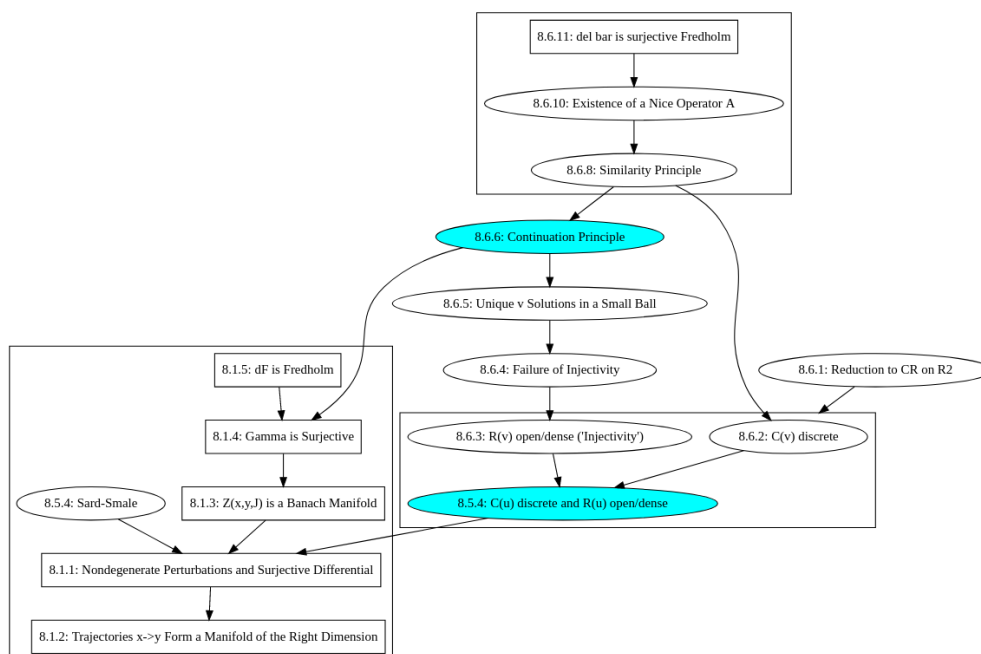 8.6.11: del bar is surjective Fredholm
8.6.10: Existence of a Nice Operator A
8.6.8: Similarity Principle
8.6.6: Continuation Principle
8.6.5: Unique v Solutions in a Small Ball
8.1.5: dF is Fredholm
8.6.4: Failure of Injectivity
8.6.1: Reduction to CR on R2
8.1.4: Gamma is Surjective
8.6.3: R(v) open/dense ('Injectivity')
8.6.2: C(v) discrete
8.5.4: Sard-Smale
8.1.3: Z(x,y,J) is a Banach Manifold
8.5.4: C(u) discrete and R(u) open/dense
8.1.1: Nondegenerate Perturbations and Surjective Differential
8.1.2: Trajectories x->y Form a Manifold of the Right Dimension